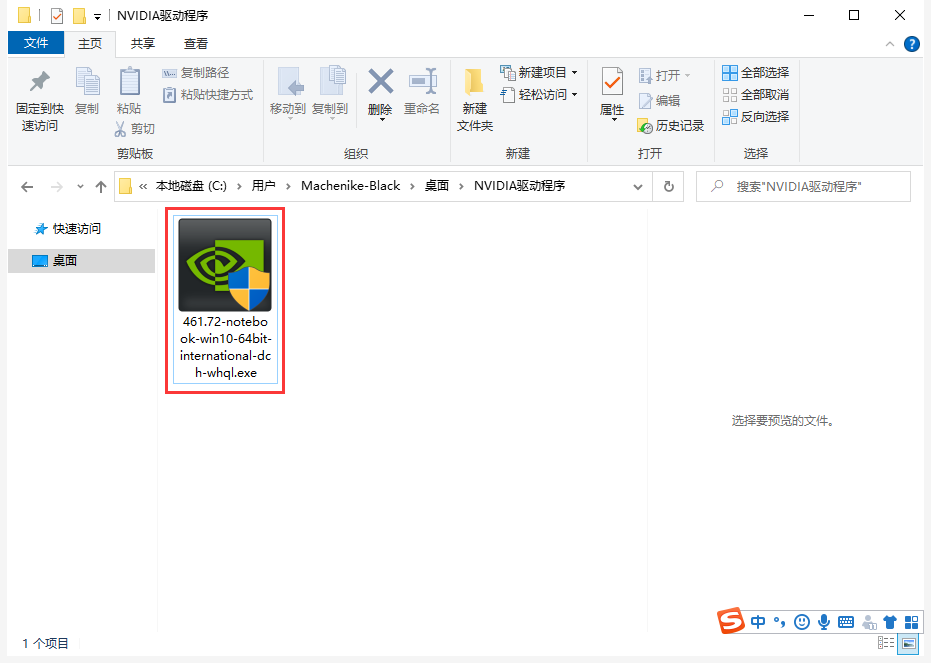 NVIDIA驱动程序
文件 主页 共享 查看
固定到快速访问
复制
粘贴
复制路径
粘贴快捷方式
剪切
剪贴板
移动到
复制到
删除
重命名
组织
新建
文件夹
新建项目
轻松访问
新建
属性
打开
编辑
历史记录
打开
全部选择
全部取消
反向选择
选择
« 本地磁盘 (C:) › 用户 › Machenike-Black › 桌面 › NVIDIA驱动程序
搜索"NVIDIA驱动程序"
快速访问
桌面
461.72-notebo
ok-win10-64bit-
international-dc
h-whql.exe
选择要预览的文件。
S 中 °,
1 个项目